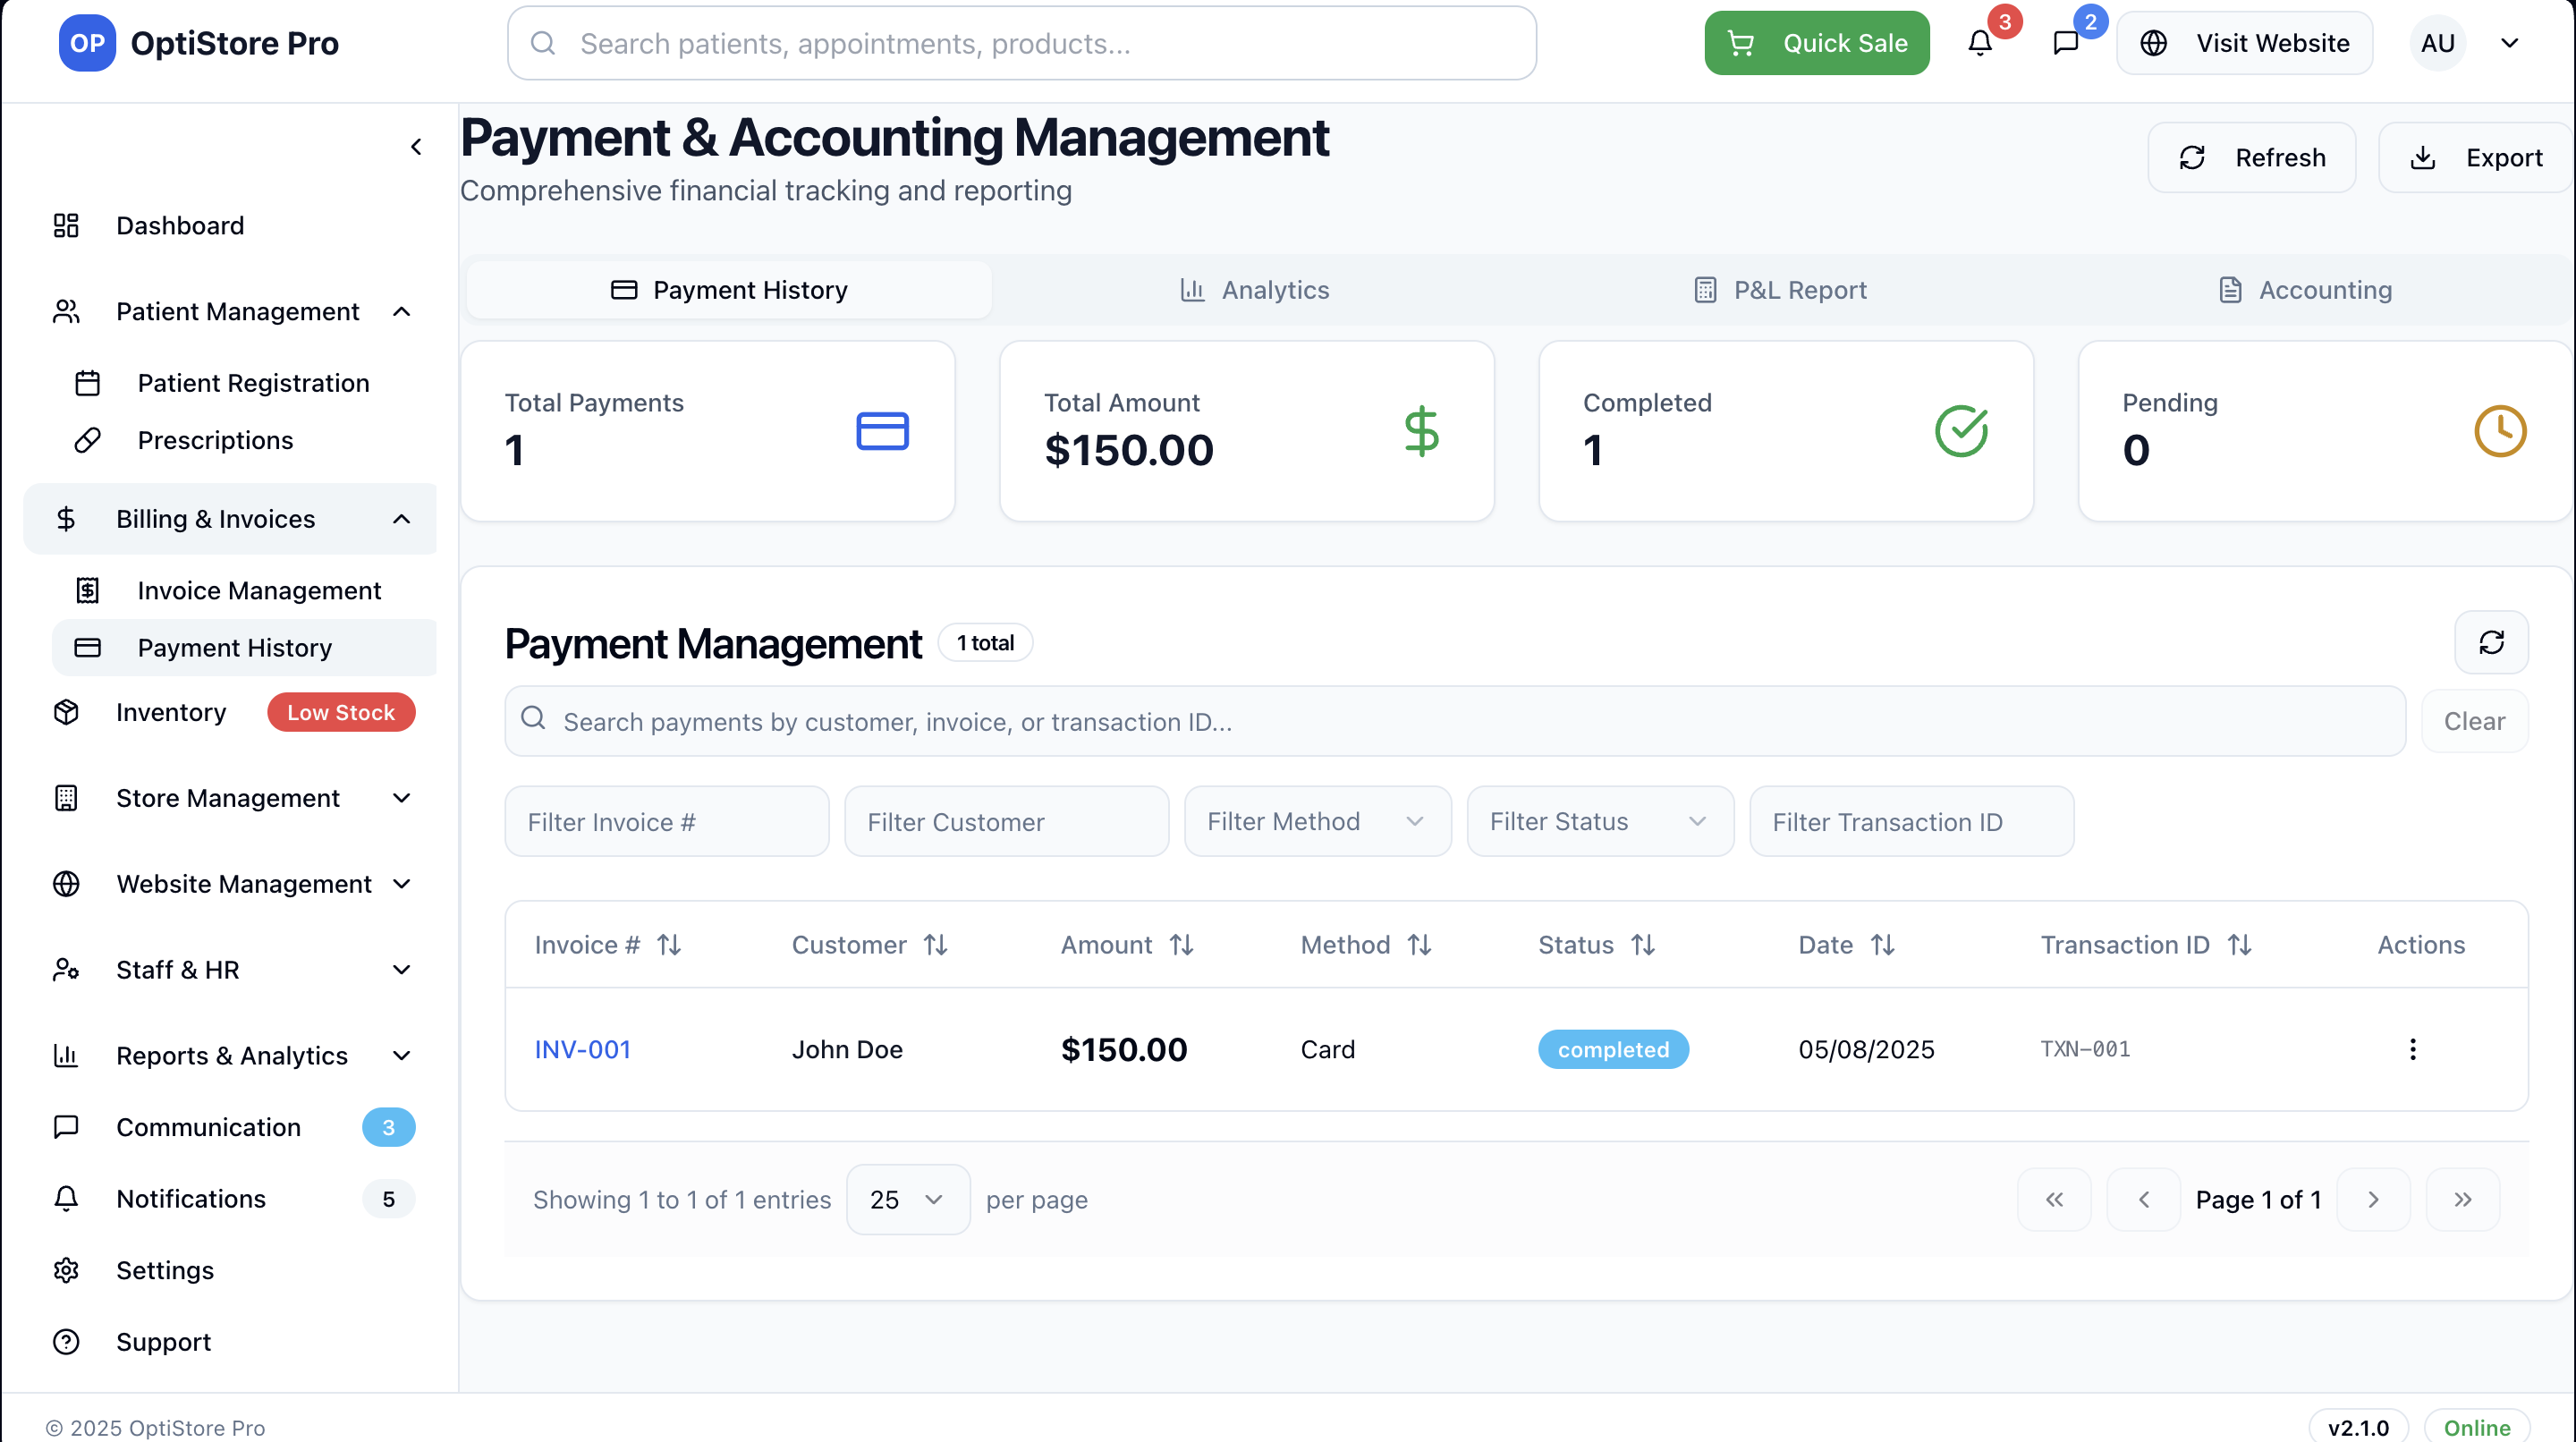 OP OptiStore Pro
Search patients, appointments, products...
Quick Sale
3
2
Visit Website
AU
Dashboard
Patient Management
Patient Registration
Prescriptions
Billing & Invoices
Invoice Management
Payment History
Inventory Low Stock
Store Management
Website Management
Staff & HR
Reports & Analytics
Communication 3
Notifications 5
Settings
Support
Payment & Accounting Management
Comprehensive financial tracking and reporting
Refresh Export
Payment History Analytics P&L Report Accounting
Total Payments
1
Total Amount
$150.00
Completed
1
Pending
0
Payment Management 1 total
Search payments by customer, invoice, or transaction ID...
Clear
Filter Invoice # Filter Customer Filter Method Filter Status Filter Transaction ID
Invoice # Customer Amount Method Status Date Transaction ID Actions
INV-001 John Doe $150.00 Card completed 05/08/2025 TXN-001
Showing 1 to 1 of 1 entries 25 per page
Page 1 of 1
© 2025 OptiStore Pro
v2.1.0 Online